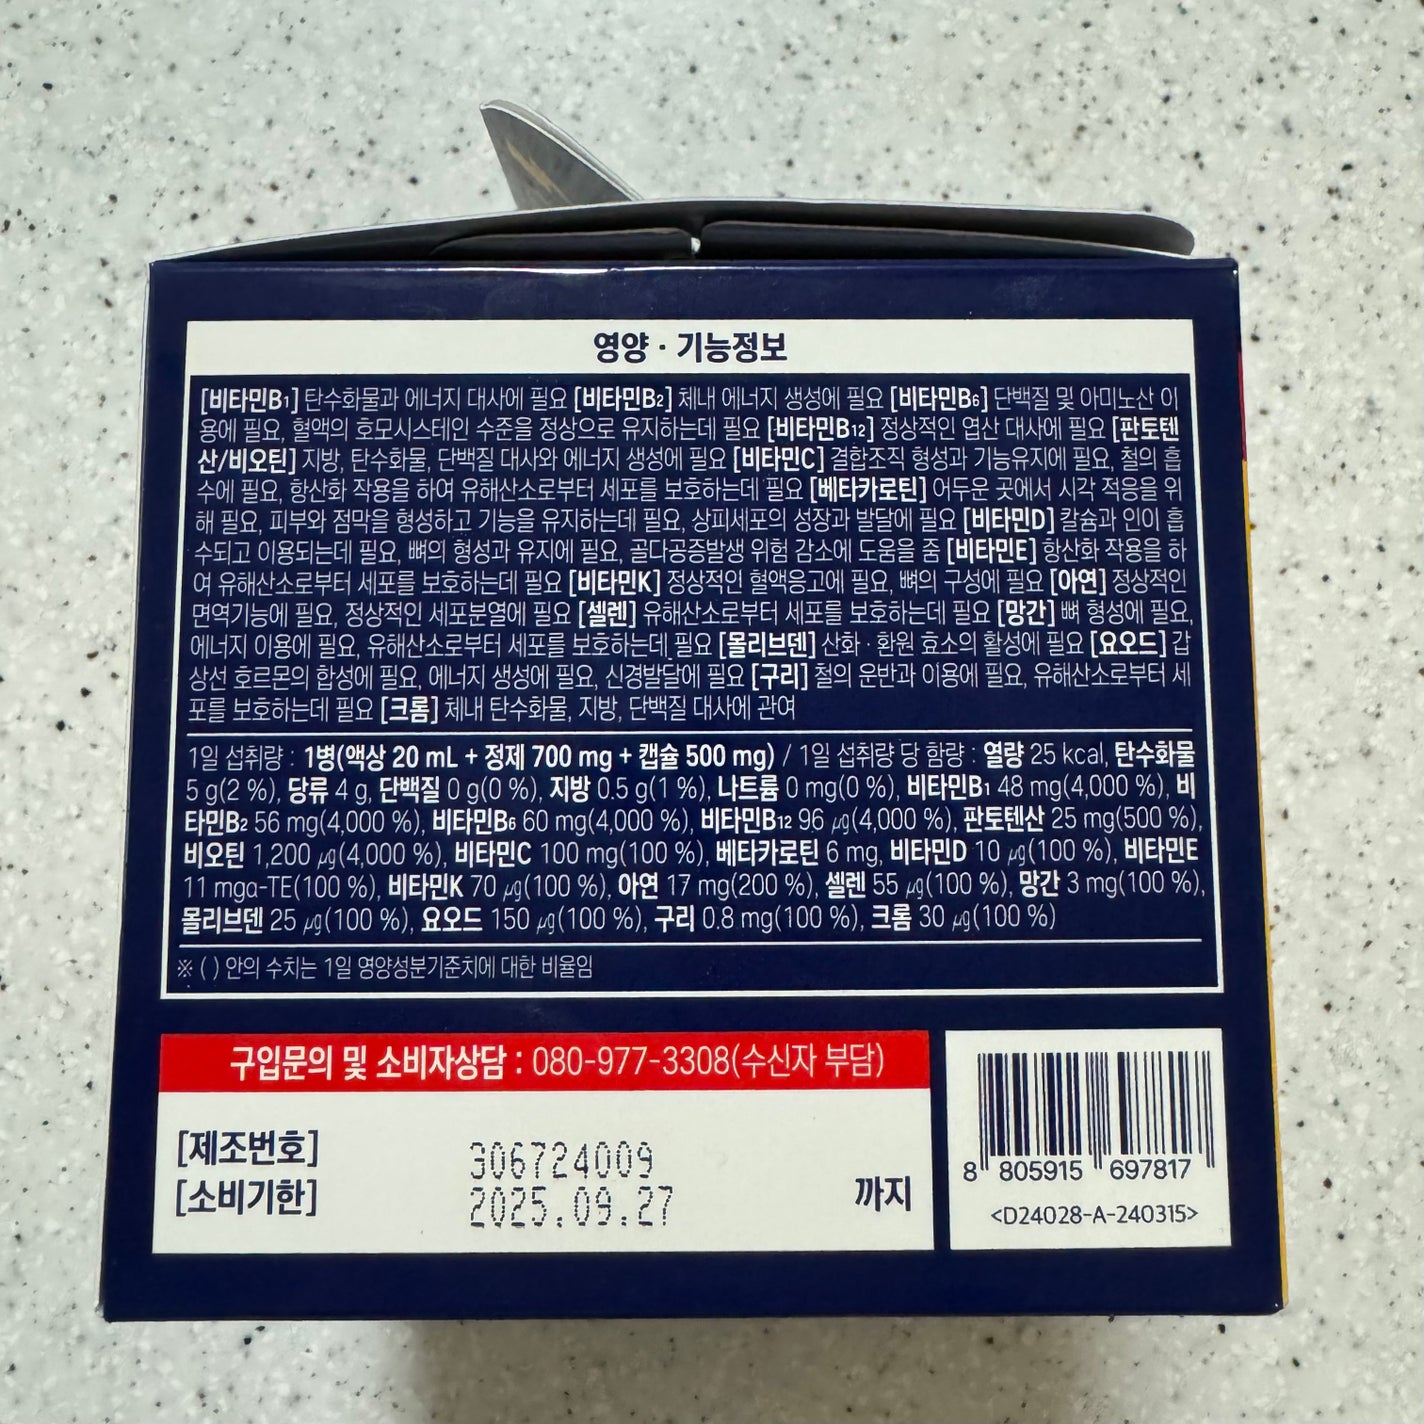 영양 · 기능정보
[비타민B1] 탄수화물과 에너지 대사에 필요 [비타민B2] 체내 에너지 생성에 필요 [비타민B6] 단백질 및 아미노산 이
용에 필요, 혈액의 호모시스테인 수준을 정상으로 유지하는데 필요 [비타민B12] 정상적인 엽산 대사에 필요 [판토텐
산/비오틴] 지방, 탄수화물, 단백질 대사와 에너지 생성에 필요 [비타민C] 결합조직 형성과 기능유지에 필요, 철의 흡
수에 필요, 항산화 작용을 하여 유해산소로부터 세포를 보호하는데 필요 [베타카로틴] 어두운 곳에서 시각 적응을 위
해 필요, 피부와 점막을 형성하고 기능을 유지하는데 필요, 상피세포의 성장과 발달에 필요 [비타민D] 칼슘과 인이 흡
수되고 이용되는데 필요, 뼈의 형성과 유지에 필요, 골다공증발생 위험 감소에 도움을 줌 [비타민E] 항산화 작용을 하
여 유해산소로부터 세포를 보호하는데 필요 [비타민K] 정상적인 혈액응고에 필요, 뼈의 구성에 필요 [아연] 정상적인
면역기능에 필요, 정상적인 세포분열에 필요 [셀렌] 유해산소로부터 세포를 보호하는데 필요 [망간] 뼈 형성에 필요,
에너지 이용에 필요, 유해산소로부터 세포를 보호하는데 필요 [몰리브덴] 산화 · 환원 효소의 활성에 필요 [요오드] 갑
상선 호르몬의 합성에 필요, 에너지 생성에 필요, 신경발달에 필요 [구리] 철의 운반과 이용에 필요, 유해산소로부터 세
포를 보호하는데 필요 [크롬] 체내 탄수화물, 지방, 단백질 대사에 관여
1일 섭취량 : 1병(액상 20 mL + 정제 700 mg + 캡슐 500 mg) / 1일 섭취량 당 함량 : 열량 25 kcal, 탄수화물
5 g(2 %), 당류 4 g, 단백질 0 g(0 %), 지방 0.5 g(1 %), 나트륨 0 mg(0 %), 비타민B1 48 mg(4,000 %), 비
타민B2 56 mg(4,000 %), 비타민B6 60 mg(4,000 %), 비타민B12 96 μg(4,000 %), 판토텐산 25 mg(500 %),
비오틴 1,200 μg(4,000 %), 비타민C 100 mg(100 %), 베타카로틴 6 mg, 비타민D 10 μg(100 %), 비타민E
11 mgα-TE(100 %), 비타민K 70 μg(100 %), 아연 17 mg(200 %), 셀렌 55 μg(100 %), 망간 3 mg(100 %),
몰리브덴 25 μg(100 %), 요오드 150 μg(100 %), 구리 0.8 mg(100 %), 크롬 30 μg(100 %)
※ ( ) 안의 수치는 1일 영양성분기준치에 대한 비율임
구입문의 및 소비자상담 : 080-977-3308(수신자 부담)
[제조번호] 306724009
[소비기한] 2025.09.27 까지
8 805915 697817
<D24028-A-240315>